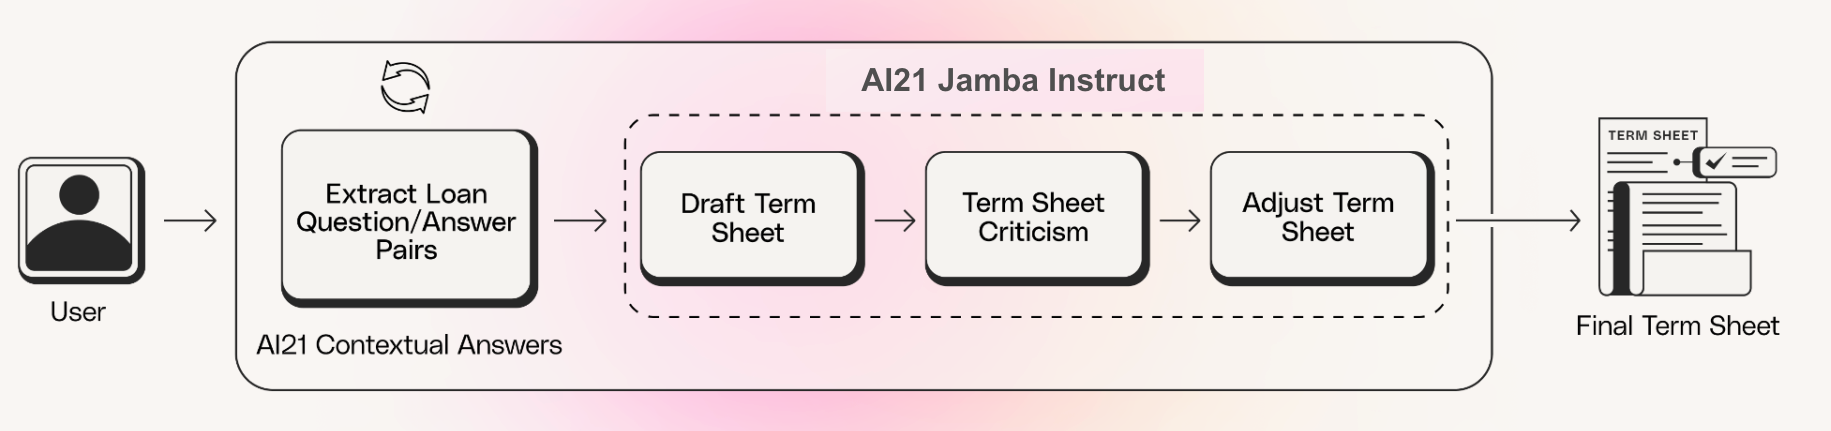 AI21 Jamba Instruct
TERM SHEET
Extract Loan
Question/Answer
Pairs
Draft Term
Sheet
Term Sheet
Criticism
Adjust Term
Sheet
User
AI21 Contextual Answers
Final Term Sheet